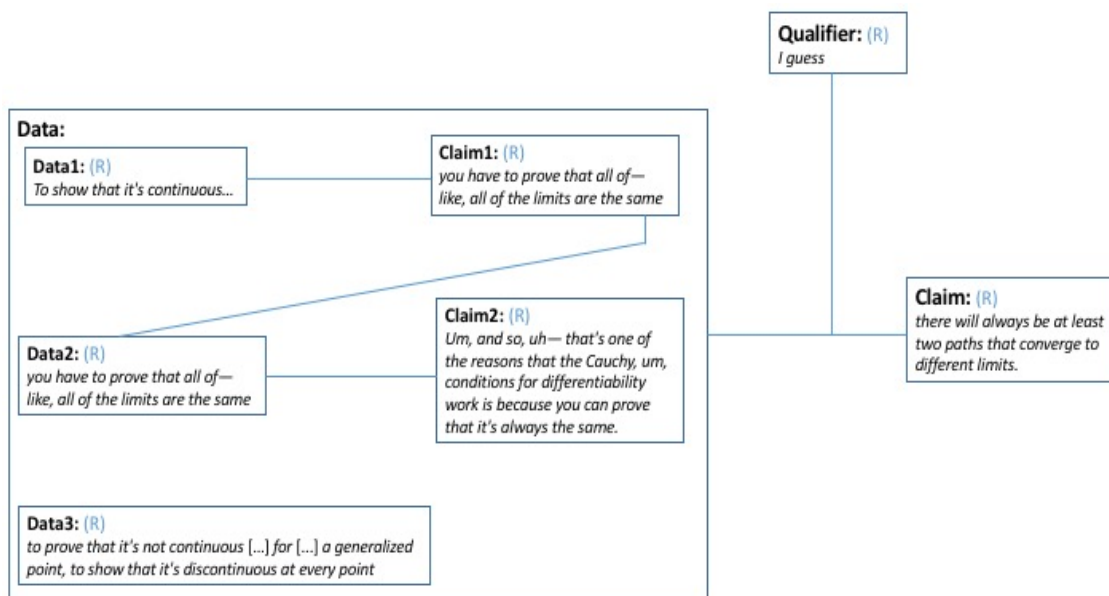 Qualifier: (R)
I guess
Data:
Data1: (R)
To show that it's continuous...
Claim1: (R)
you have to prove that all of—
like, all of the limits are the same
Data2: (R)
you have to prove that all of—
like, all of the limits are the same
Claim2: (R)
Um, and so, uh— that's one of
the reasons that the Cauchy, um,
conditions for differentiability
work is because you can prove
that it's always the same.
Claim: (R)
there will always be at least
two paths that converge to
different limits.
Data3: (R)
to prove that it's not continuous [...] for [...] a generalized
point, to show that it's discontinuous at every point